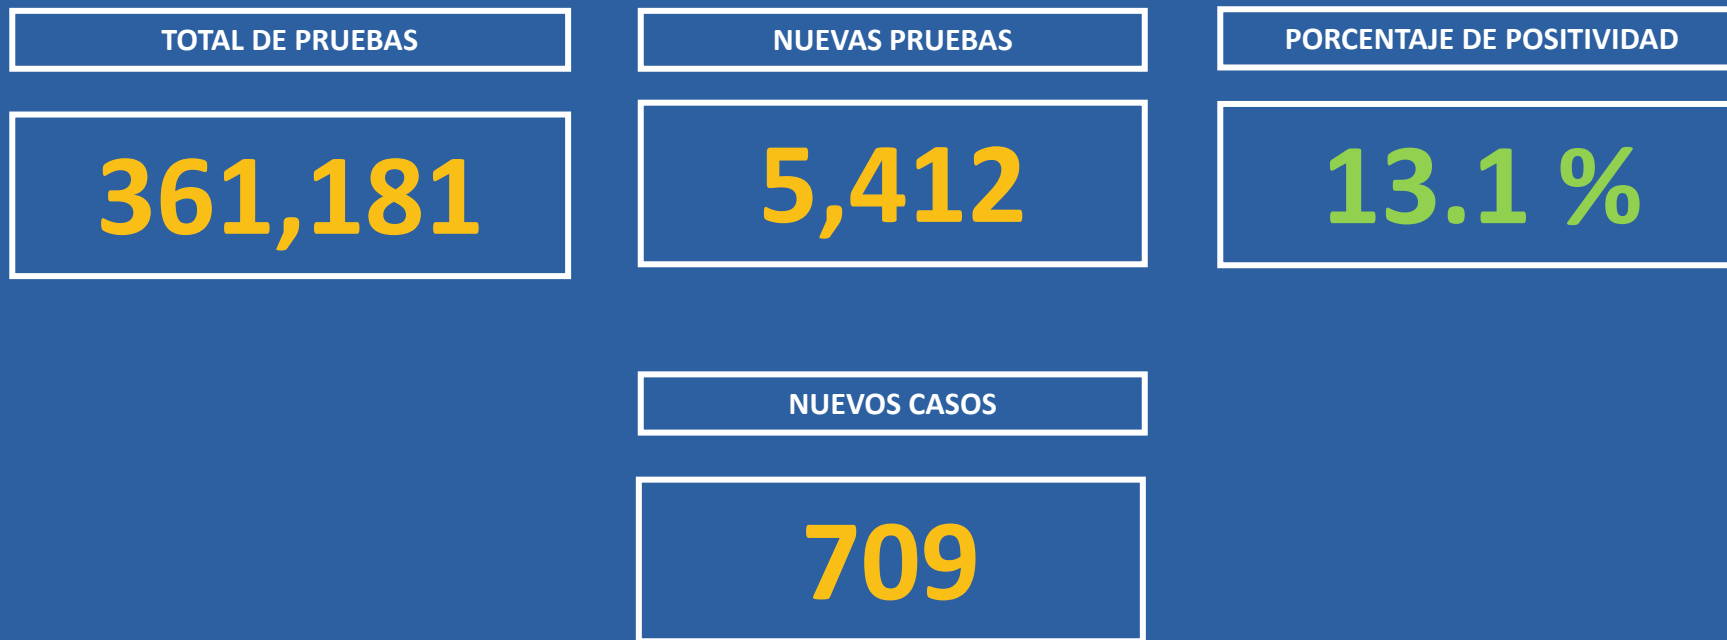 TOTAL DE PRUEBAS
361,181
NUEVAS PRUEBAS
5,412
PORCENTAJE DE POSITIVIDAD
13.1 %
NUEVOS CASOS
709